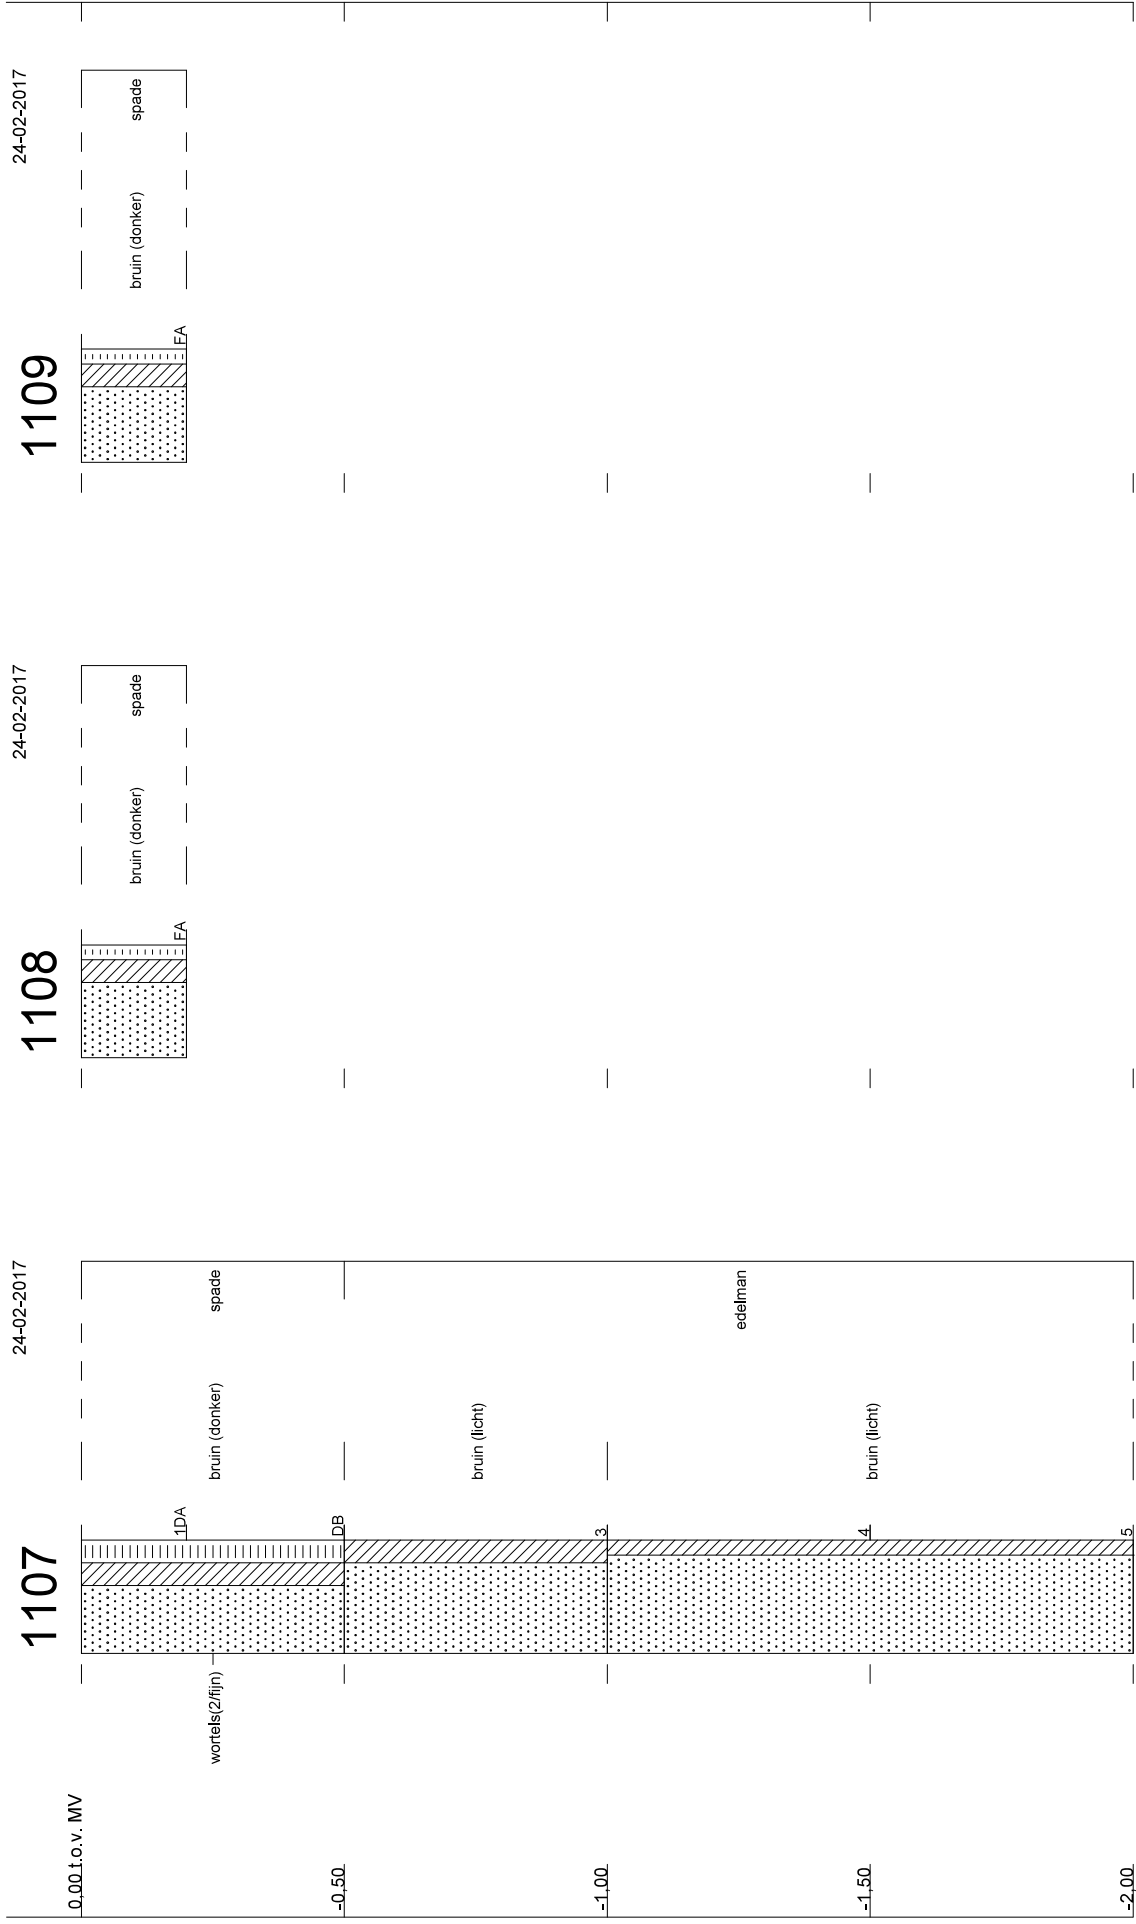 0,00 t.o.v. MV
-0,50
-1,00
-1,50
-2,00
1107
24-02-2017
wortels(2/fijn)
1DA
bruin (donker)
spade
DB
bruin (licht)
3
edelman
4
bruin (licht)
5
1108
24-02-2017
FA
bruin (donker)
spade
1109
24-02-2017
FA
bruin (donker)
spade